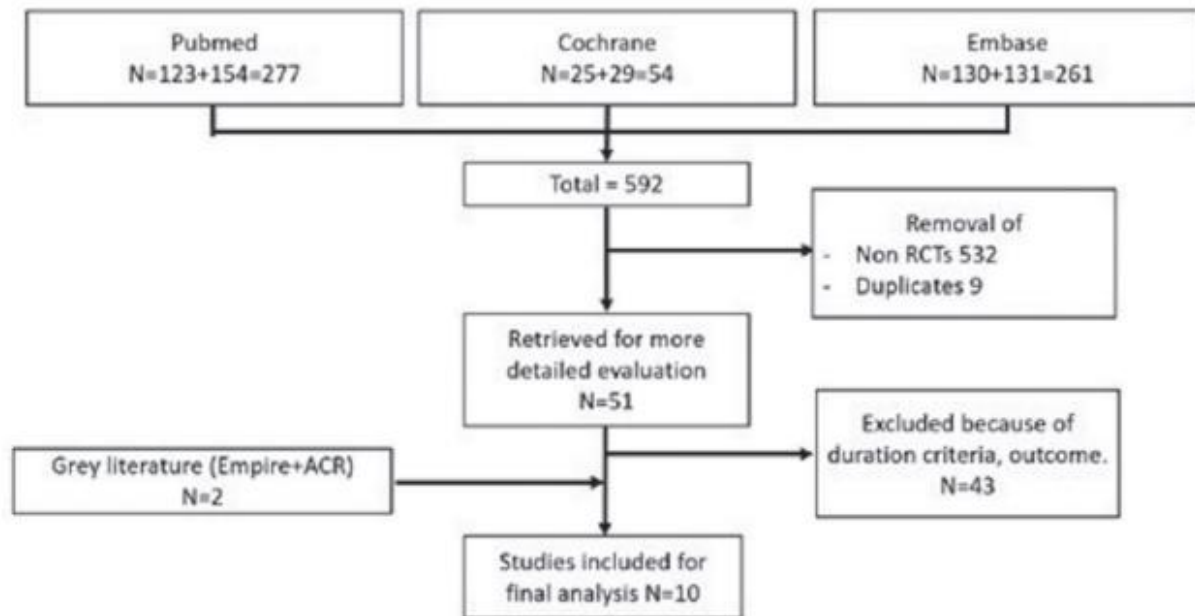 Pubmed
N=123+154=277
Cochrane
N=25+29=54
Embase
N=130+131=261
Total = 592
Removal of
- Non RCTs 532
- Duplicates 9
Retrieved for more
detailed evaluation
N=51
Excluded because of
duration criteria, outcome.
N=43
Grey literature (Empire+ACR)
N=2
Studies included for
final analysis N=10